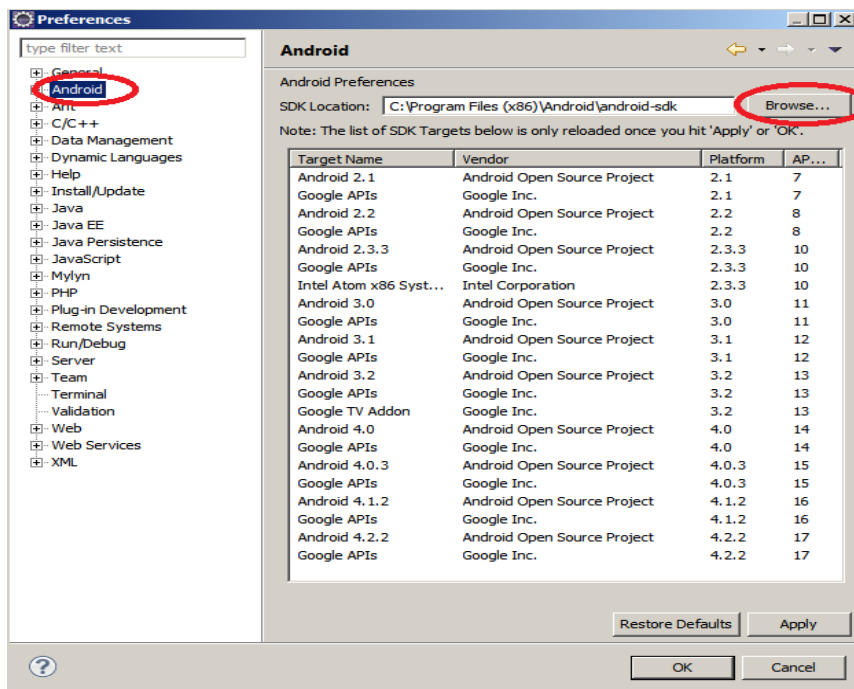 Preferences
type filter text
General
Android
Ant
C/C++
Data Management
Dynamic Languages
Help
Install/Update
Java
Java EE
Java Persistence
JavaScript
Mylyn
PHP
Plug-in Development
Remote Systems
Run/Debug
Server
Team
Terminal
Validation
Web
Web Services
XML
Android
Android Preferences
SDK Location: C:\Program Files (x86)\Android\android-sdk Browse...
Note: The list of SDK Targets below is only reloaded once you hit 'Apply' or 'OK'.
Target Name Vendor Platform AP...
Android 2.1 Android Open Source Project 2.1 7
Google APIs Google Inc. 2.1 7
Android 2.2 Android Open Source Project 2.2 8
Google APIs Google Inc. 2.2 8
Android 2.3.3 Android Open Source Project 2.3.3 10
Google APIs Google Inc. 2.3.3 10
Intel Atom x86 Syst... Intel Corporation 2.3.3 10
Android 3.0 Android Open Source Project 3.0 11
Google APIs Google Inc. 3.0 11
Android 3.1 Android Open Source Project 3.1 12
Google APIs Google Inc. 3.1 12
Android 3.2 Android Open Source Project 3.2 13
Google APIs Google Inc. 3.2 13
Google TV Addon Google Inc. 3.2 13
Android 4.0 Android Open Source Project 4.0 14
Google APIs Google Inc. 4.0 14
Android 4.0.3 Android Open Source Project 4.0.3 15
Google APIs Google Inc. 4.0.3 15
Android 4.1.2 Android Open Source Project 4.1.2 16
Google APIs Google Inc. 4.1.2 16
Android 4.2.2 Android Open Source Project 4.2.2 17
Google APIs Google Inc. 4.2.2 17
Restore Defaults Apply
? OK Cancel